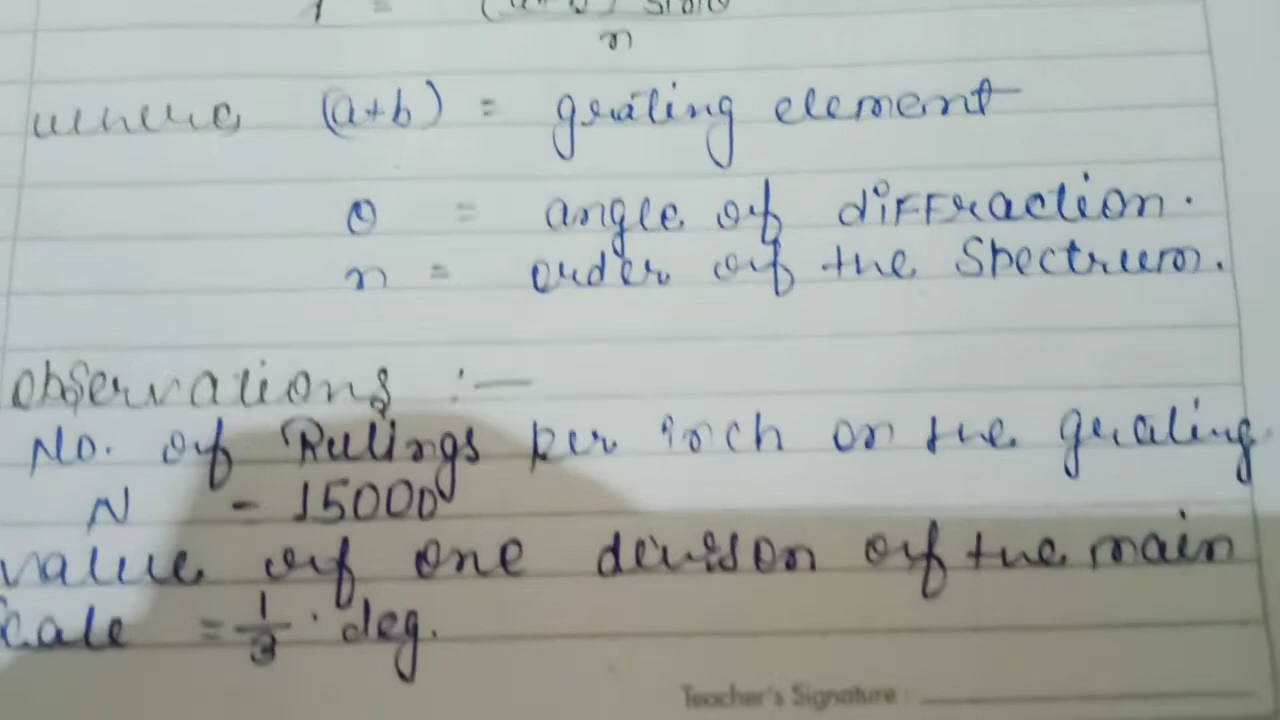 n
where, (a+b) = grating element
θ = angle of diffraction.
n = order of the Spectrum.
Observations :—
No. of Rulings per inch on the grating
N - 15000
value of one devison of the main
scale = 1/3 . deg.
Teacher's Signature :